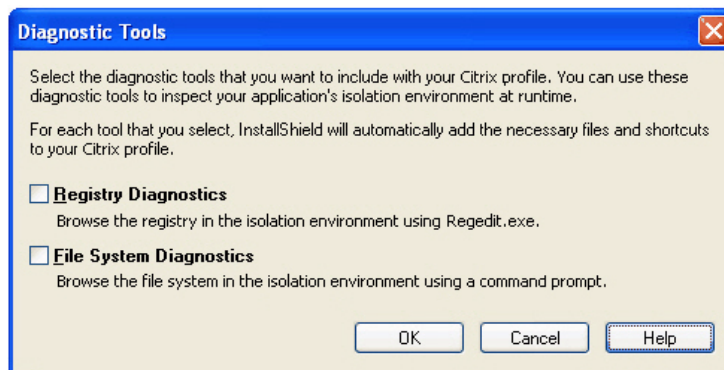 Diagnostic Tools
Select the diagnostic tools that you want to include with your Citrix profile. You can use these
diagnostic tools to inspect your application's isolation environment at runtime.
For each tool that you select, InstallShield will automatically add the necessary files and shortcuts
to your Citrix profile.
Registry Diagnostics
Browse the registry in the isolation environment using Regedit.exe.
File System Diagnostics
Browse the file system in the isolation environment using a command prompt.
OK Cancel Help